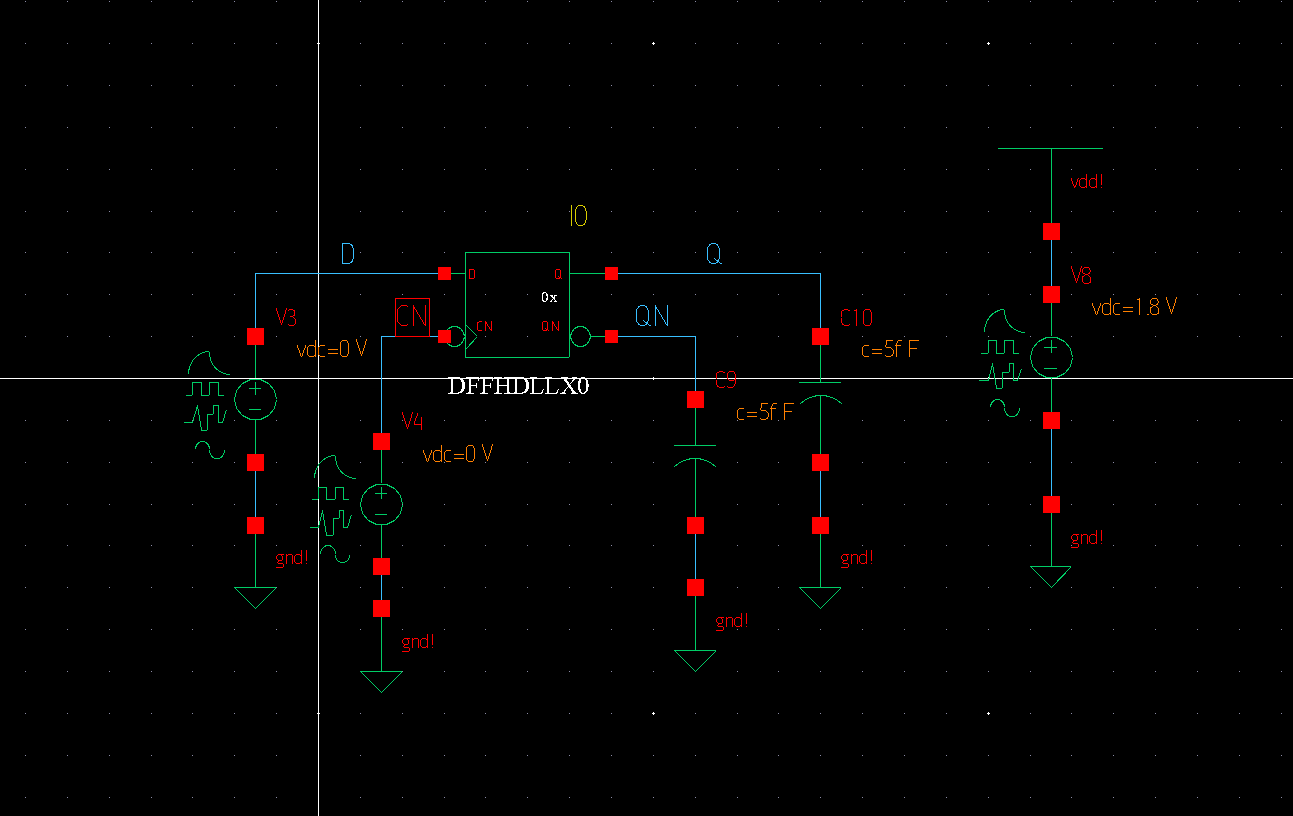 vdd!
I0
D
Q
D
Q
V8
0x
vdc=1.8 V
V3
CN
CN
QN
QN
C10
vdc=0 V
c=5f F
C9
DFFHDLLX0
c=5f F
V4
vdc=0 V
gnd!
gnd!
gnd!
gnd!
gnd!